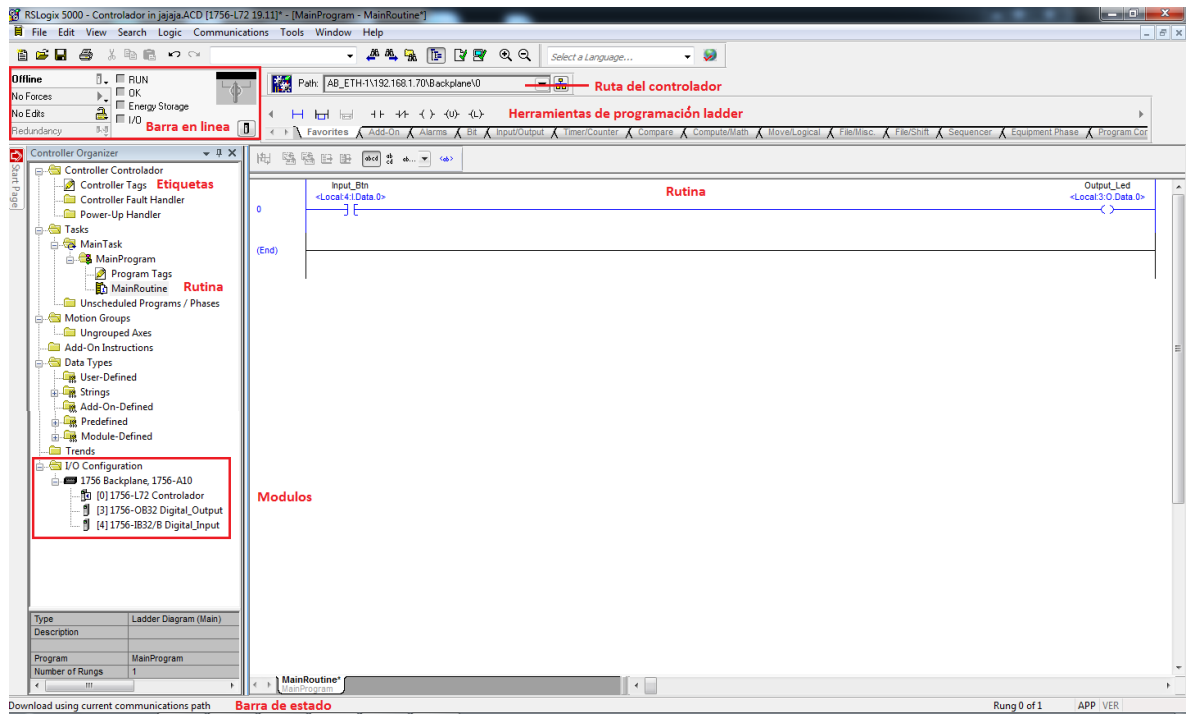 RSLogix 5000 - Controlador in jajaja.ACD [1756-L72 19.11]* - [MainProgram - MainRoutine*]
File Edit View Search Logic Communications Tools Window Help
Select a Language...
Offline
RUN
No Forces
OK
No Edits
Energy Storage
Redundancy
I/O
Barra en linea
Path: AB_ETH-1\192.168.1.70\Backplane\0
Ruta del controlador
Herramientas de programación ladder
Favorites Add-On Alarms Bit Input/Output Timer/Counter Compare Compute/Math Move/Logical File/Misc. File/Shift Sequencer Equipment Phase Program Con
Start Page
Controller Organizer
Controller Controlador
Controller Tags Etiquetas
Controller Fault Handler
Power-Up Handler
Tasks
MainTask
MainProgram
Program Tags
MainRoutine Rutina
Unscheduled Programs / Phases
Motion Groups
Ungrouped Axes
Add-On Instructions
Data Types
User-Defined
Strings
Add-On-Defined
Predefined
Module-Defined
Trends
I/O Configuration
1756 Backplane, 1756-A10
[0] 1756-L72 Controlador
[3] 1756-OB32 Digital_Output
[4] 1756-IB32/B Digital_Input
Modulos
Type Ladder Diagram (Main)
Description
Program MainProgram
Number of Rungs 1
Input_Btn
<Local:4:I.Data.0>
Rutina
Output_Led
<Local:3:O.Data.0>
0
(End)
MainRoutine*
MainProgram
Download using current communications path
Barra de estado
Rung 0 of 1 APP VER